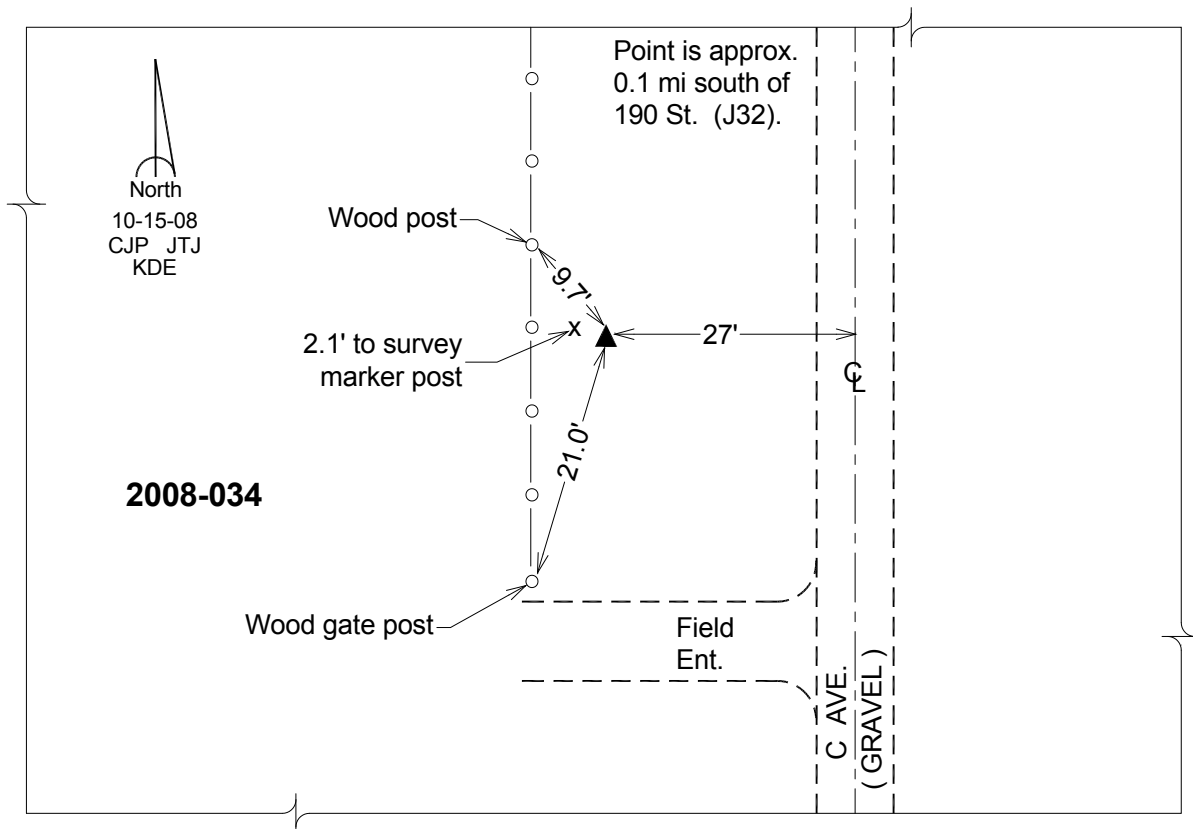 Point is approx.
0.1 mi south of
190 St. (J32).
North
10-15-08
CJP JTJ
KDE
Wood post
9.7'
2.1' to survey
marker post
27'
℄
21.0'
2008-034
Wood gate post
Field
Ent.
C AVE.
( GRAVEL )